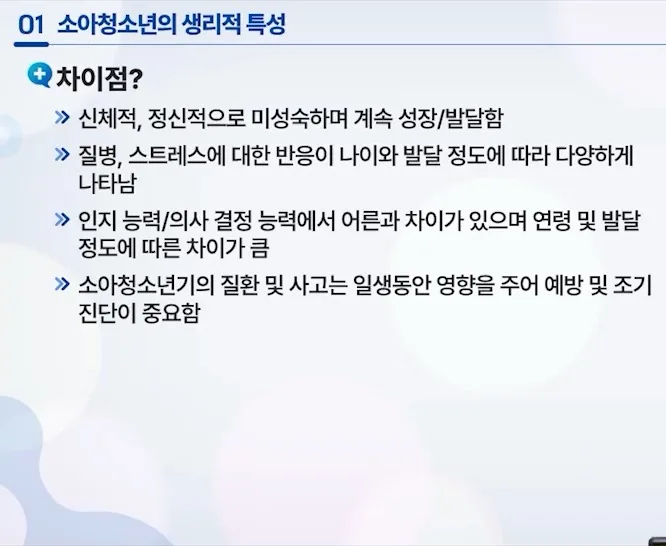 01 소아청소년의 생리적 특성
차이점?
신체적, 정신적으로 미성숙하며 계속 성장/발달함
질병, 스트레스에 대한 반응이 나이와 발달 정도에 따라 다양하게
나타남
인지 능력/의사 결정 능력에서 어른과 차이가 있으며 연령 및 발달
정도에 따른 차이가 큼
소아청소년기의 질환 및 사고는 일생동안 영향을 주어 예방 및 조기
진단이 중요함